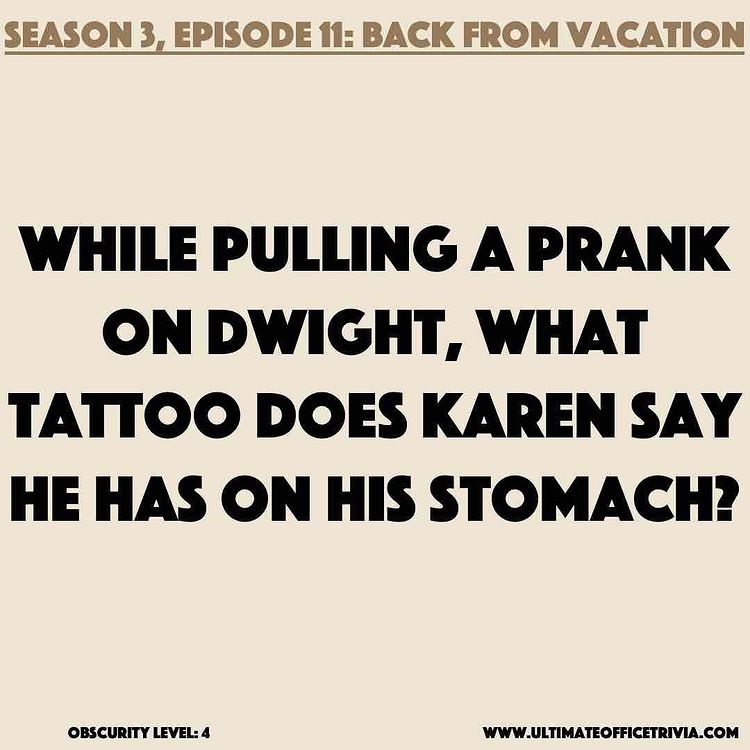 SEASON 3, EPISODE 11: BACK FROM VACATION
WHILE PULLING A PRANK
ON DWIGHT, WHAT
TATTOO DOES KAREN SAY
HE HAS ON HIS STOMACH?
OBSCURITY LEVEL: 4
WWW.ULTIMATEOFFICETRIVIA.COM